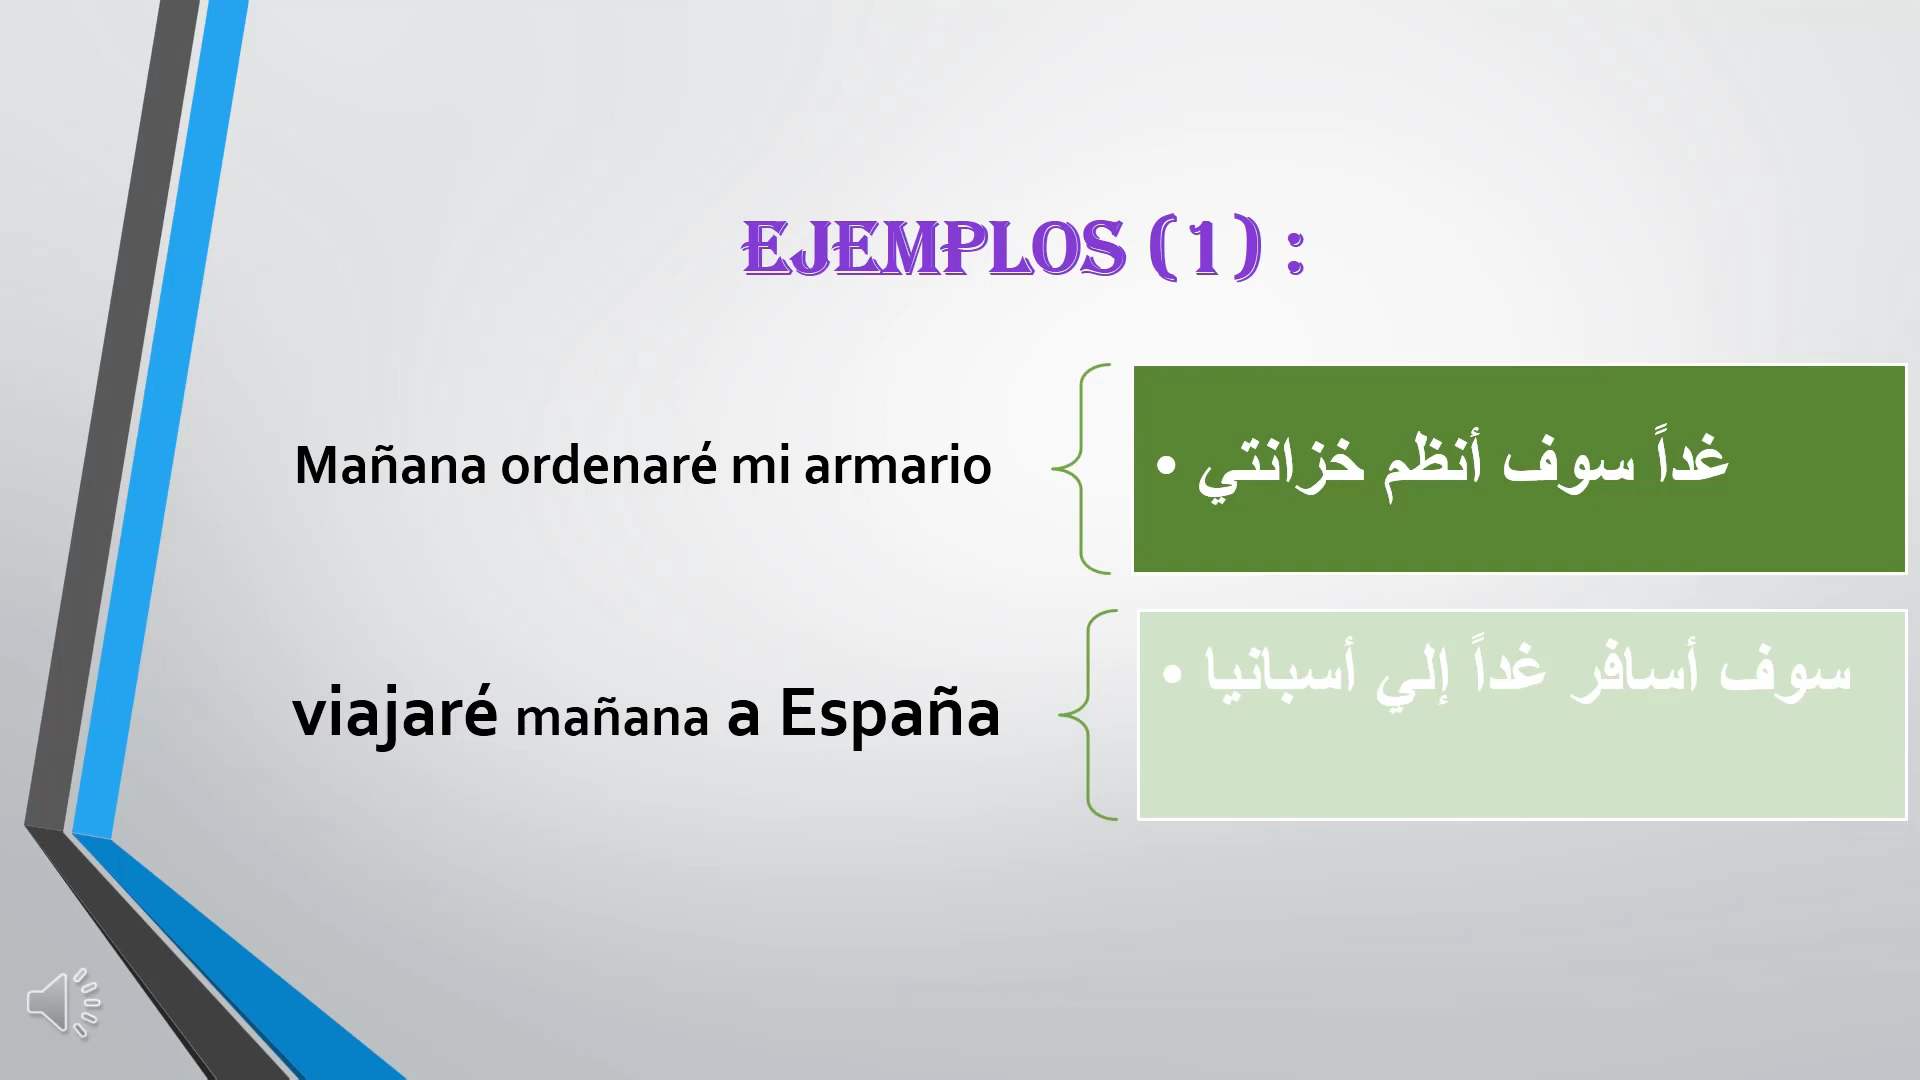 EJEMPLOS (1) :
Mañana ordenaré mi armario
• غداً سوف أنظم خزانتي
viajaré mañana a España
• سوف أسافر غداً إلي أسبانيا